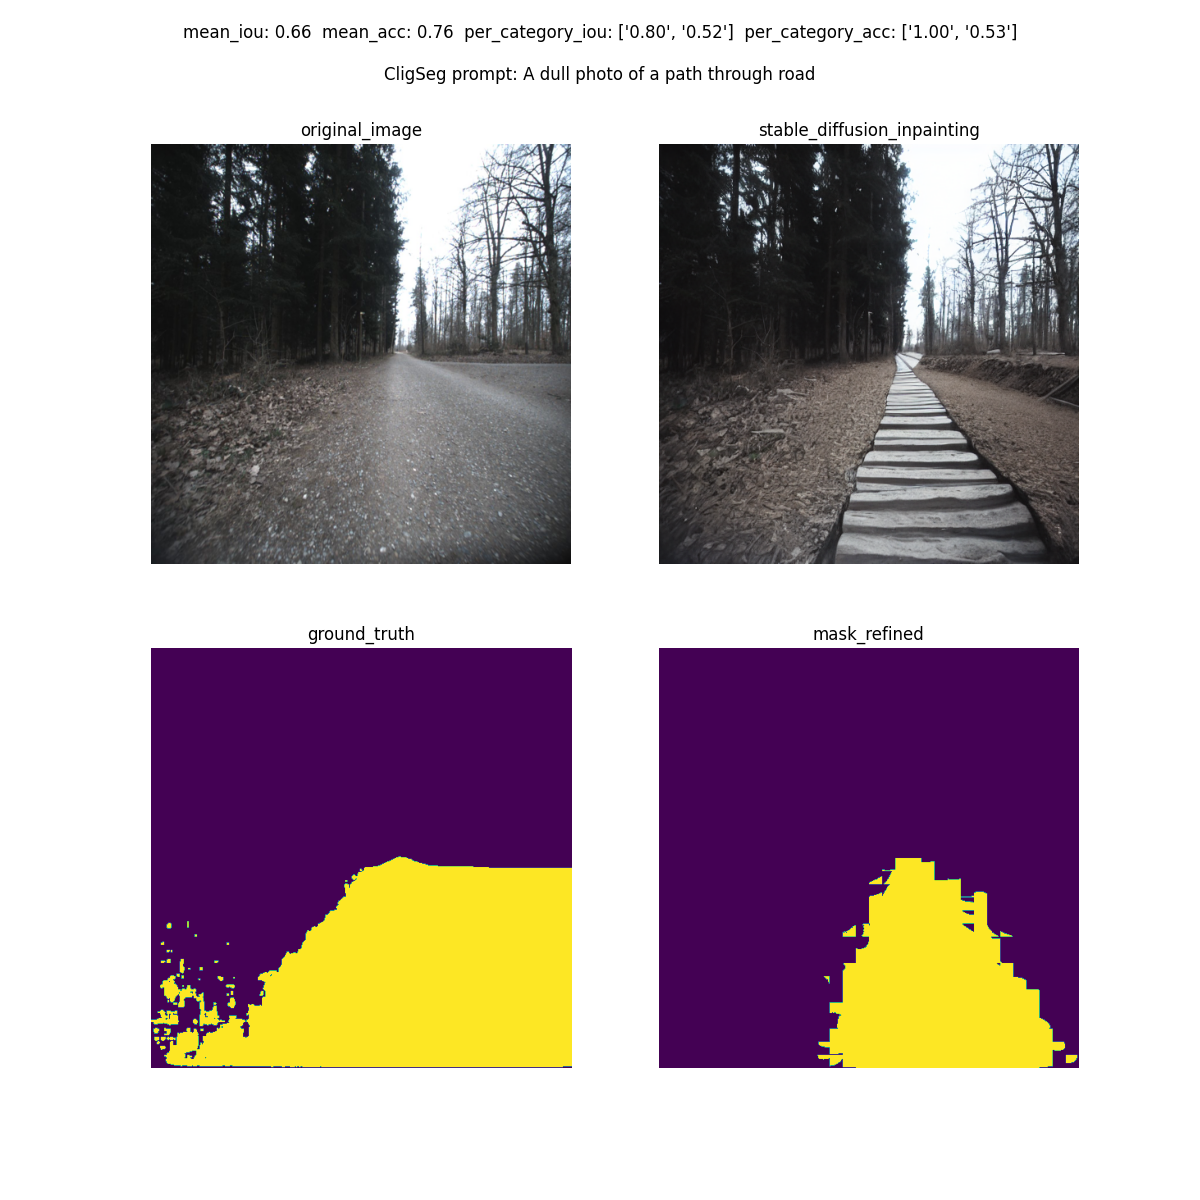 mean_iou: 0.66  mean_acc: 0.76  per_category_iou: ['0.80', '0.52']  per_category_acc: ['1.00', '0.53']
CligSeg prompt: A dull photo of a path through road
original_image
stable_diffusion_inpainting
ground_truth
mask_refined